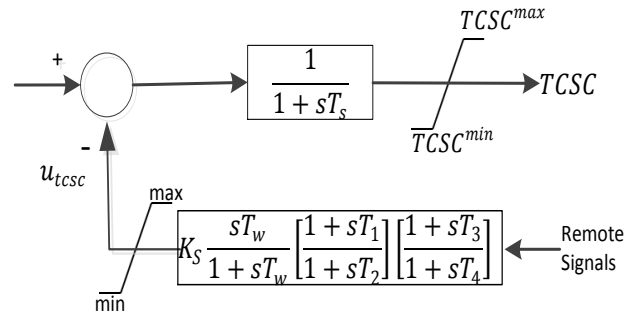 TCSC^max
+
1 / (1 + sT_s)
TCSC
TCSC^min
-
u_tcsc
max
K_S sT_w / (1 + sT_w) [(1 + sT_1) / (1 + sT_2)] [(1 + sT_3) / (1 + sT_4)]
Remote
Signals
min